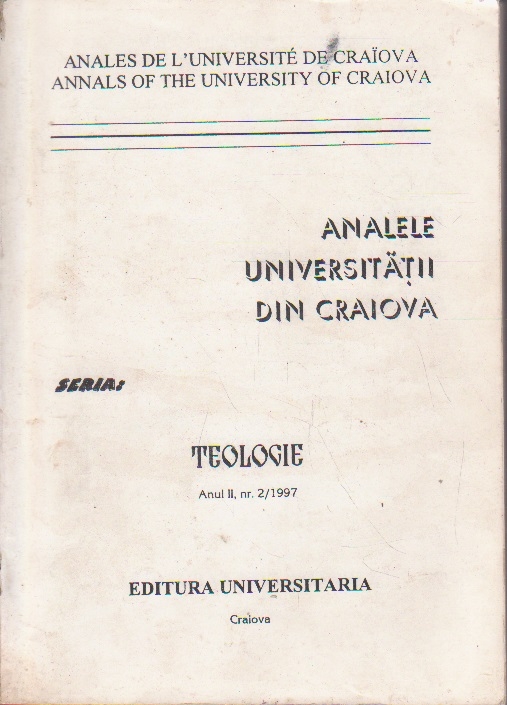 ANALES DE L'UNIVERSITÉ DE CRAÏOVA
ANNALS OF THE UNIVERSITY OF CRAIOVA
ANALELE
UNIVERSITĂŢII
DIN CRAIOVA
SERIA:
TEOLOGIE
Anul II, nr. 2/1997
EDITURA UNIVERSITARIA
Craiova